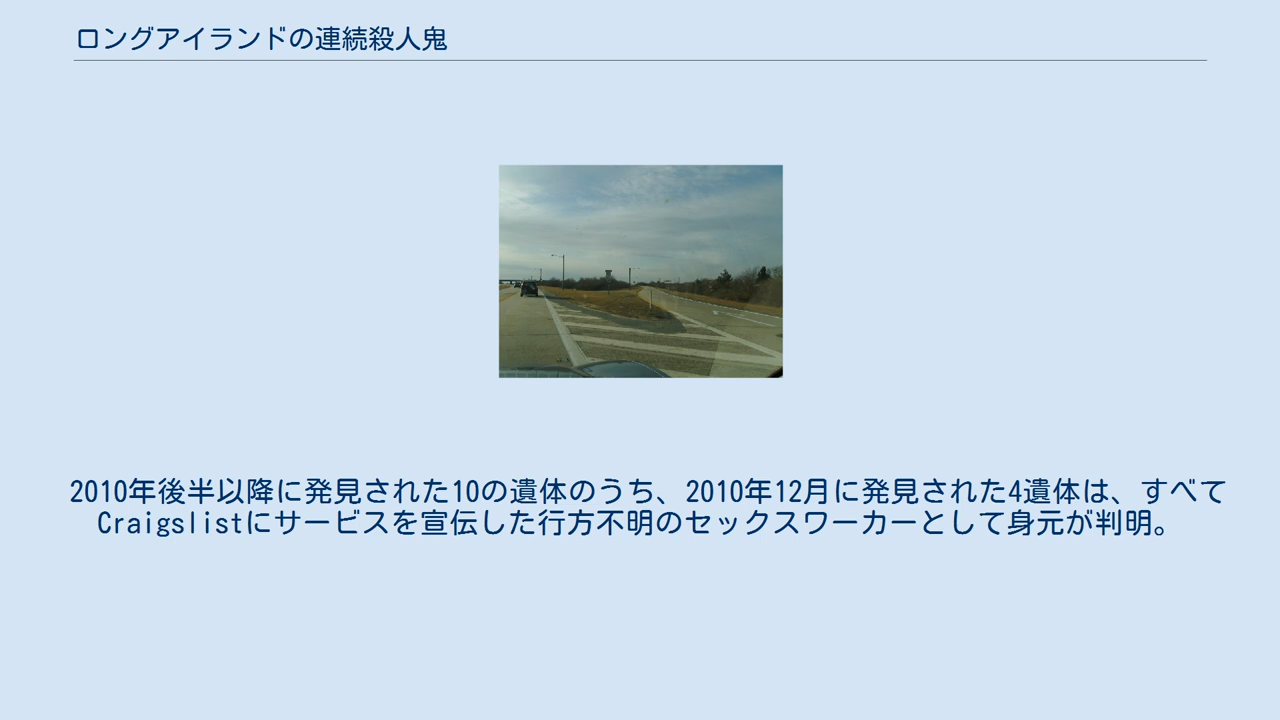 ロングアイランドの連続殺人鬼
2010年後半以降に発見された10の遺体のうち、2010年12月に発見された4遺体は、すべて
Craigslistにサービスを宣伝した行方不明のセックスワーカーとして身元が判明。